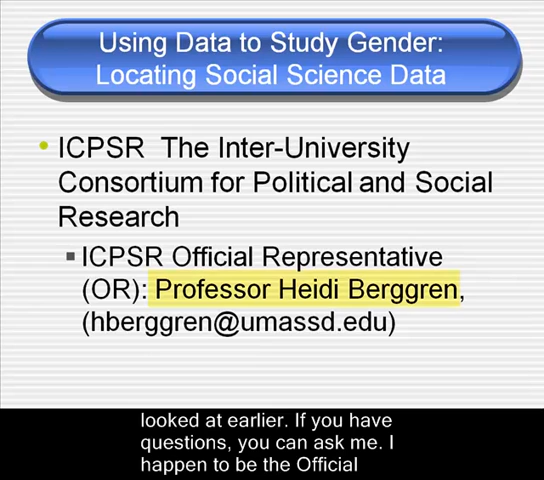 Using Data to Study Gender:
Locating Social Science Data
ICPSR The Inter-University
Consortium for Political and Social
Research
ICPSR Official Representative
(OR): Professor Heidi Berggren,
(hberggren@umassd.edu)
looked at earlier. If you have
questions, you can ask me. I
happen to be the Official